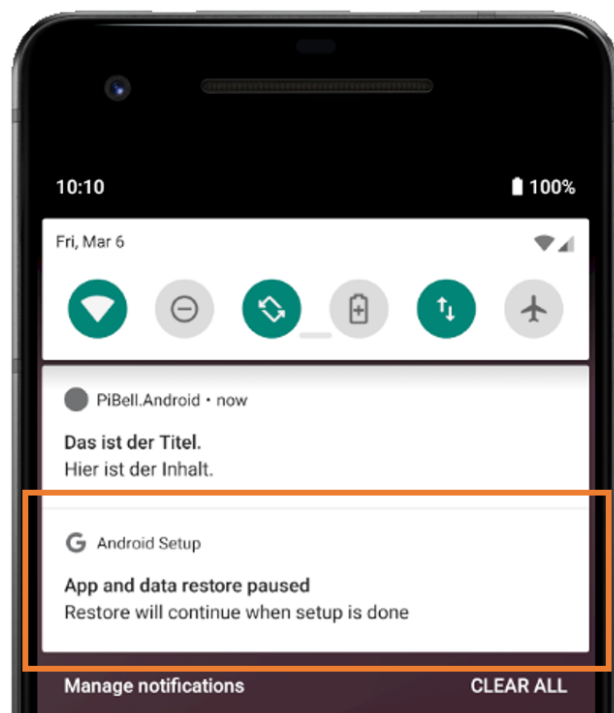 10:10
100%
Fri, Mar 6
PiBell.Android • now
Das ist der Titel.
Hier ist der Inhalt.
G Android Setup
App and data restore paused
Restore will continue when setup is done
Manage notifications
CLEAR ALL